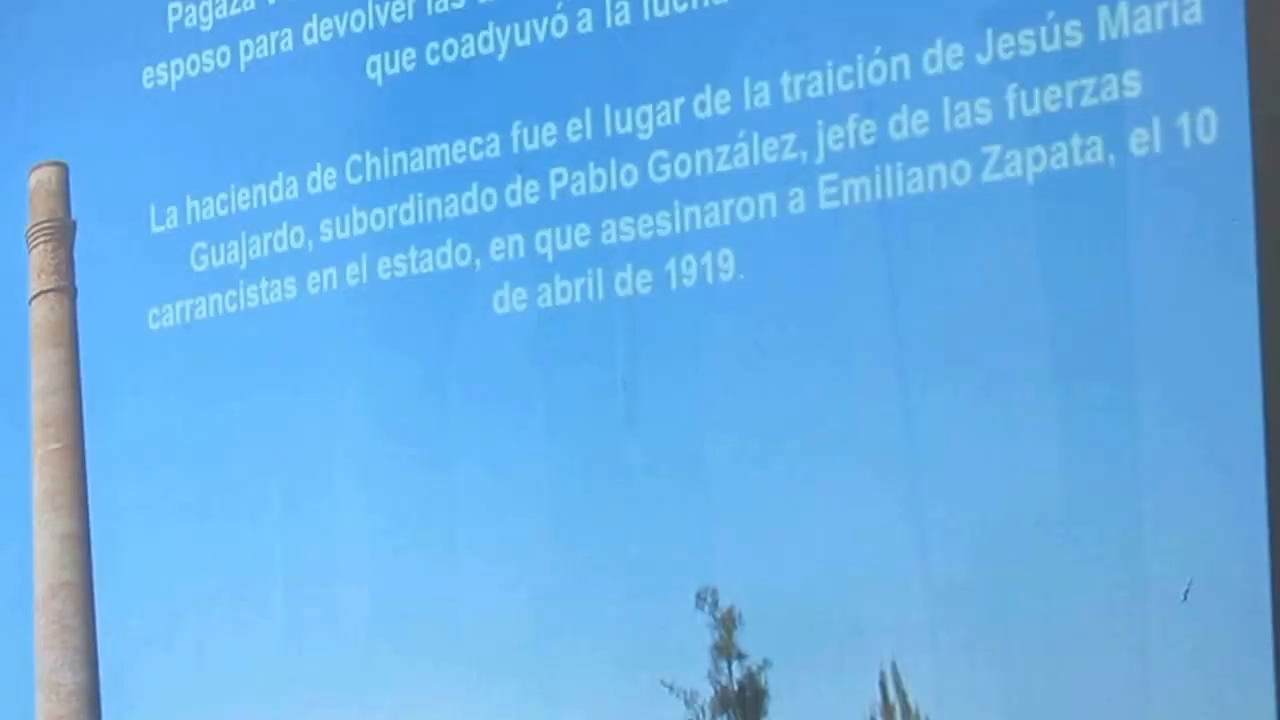 Pagaza
esposo para devolver las
que coadyuvó a la lucha
La hacienda de Chinameca fue el lugar de la traición de Jesús María
Guajardo, subordinado de Pablo González, jefe de las fuerzas
carrancistas en el estado, en que asesinaron a Emiliano Zapata, el 10
de abril de 1919.